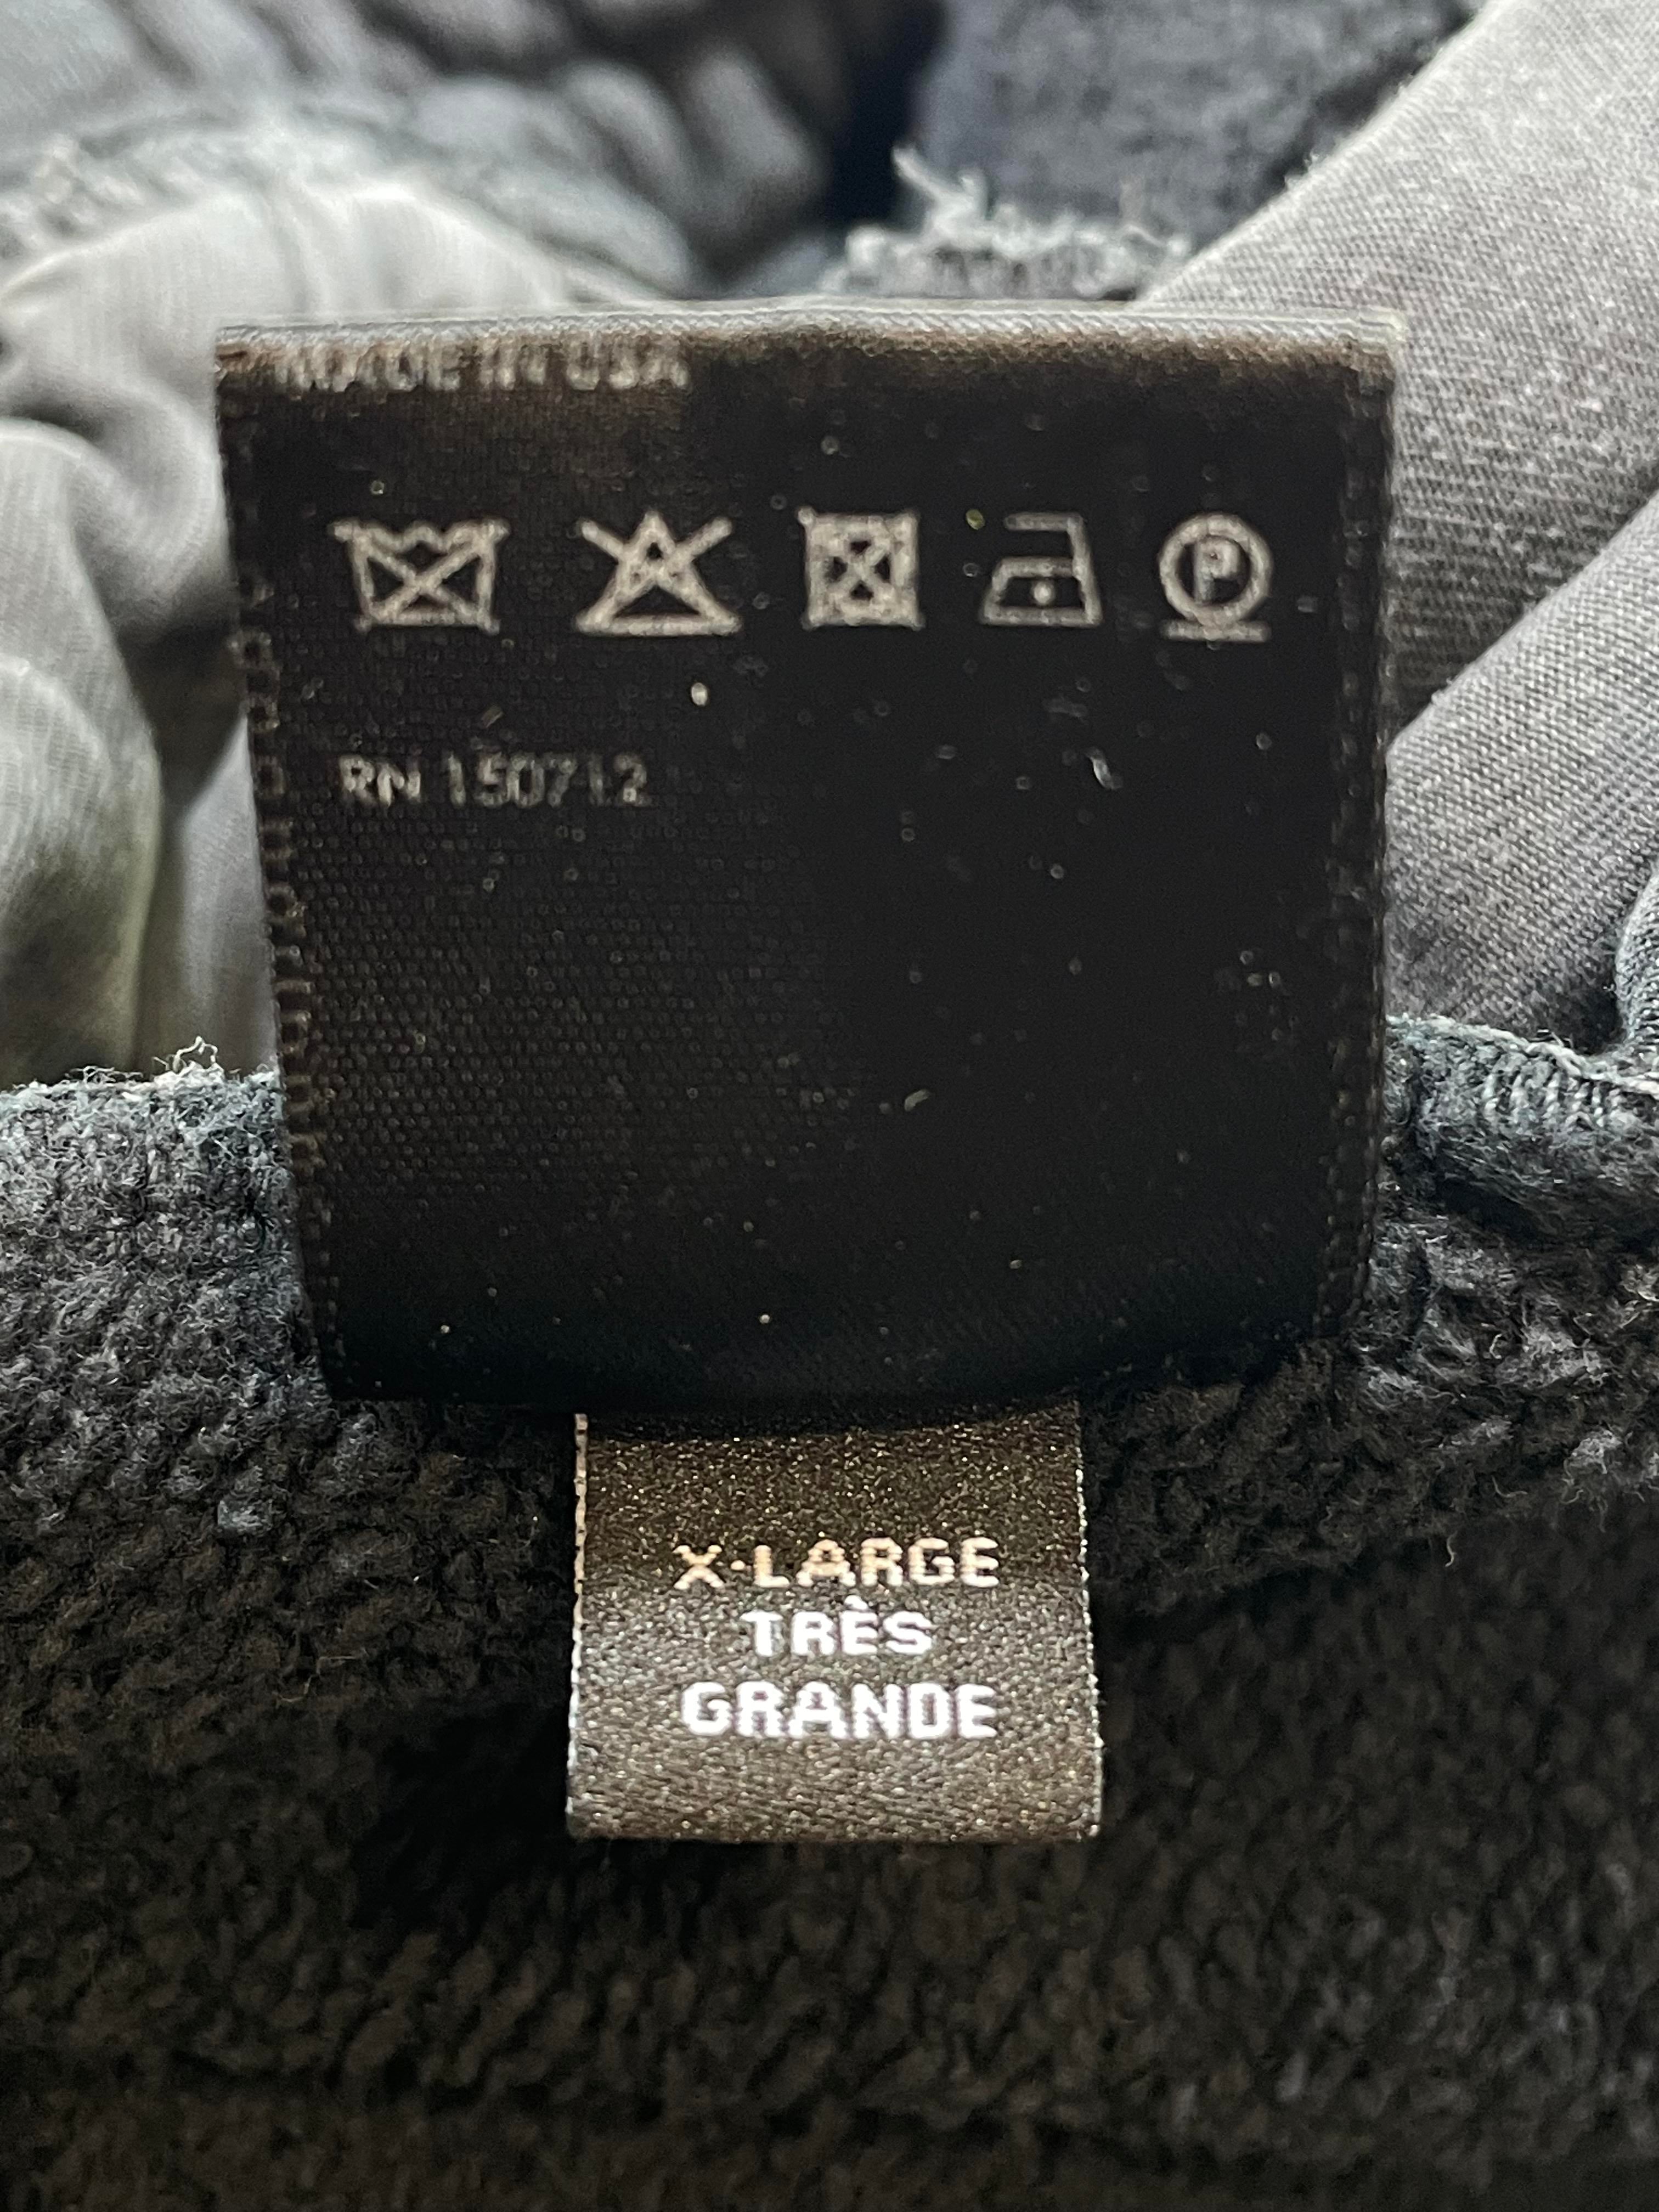 MADE IN USA
P
RN 150712
X-LARGE
TRÈS
GRANDE